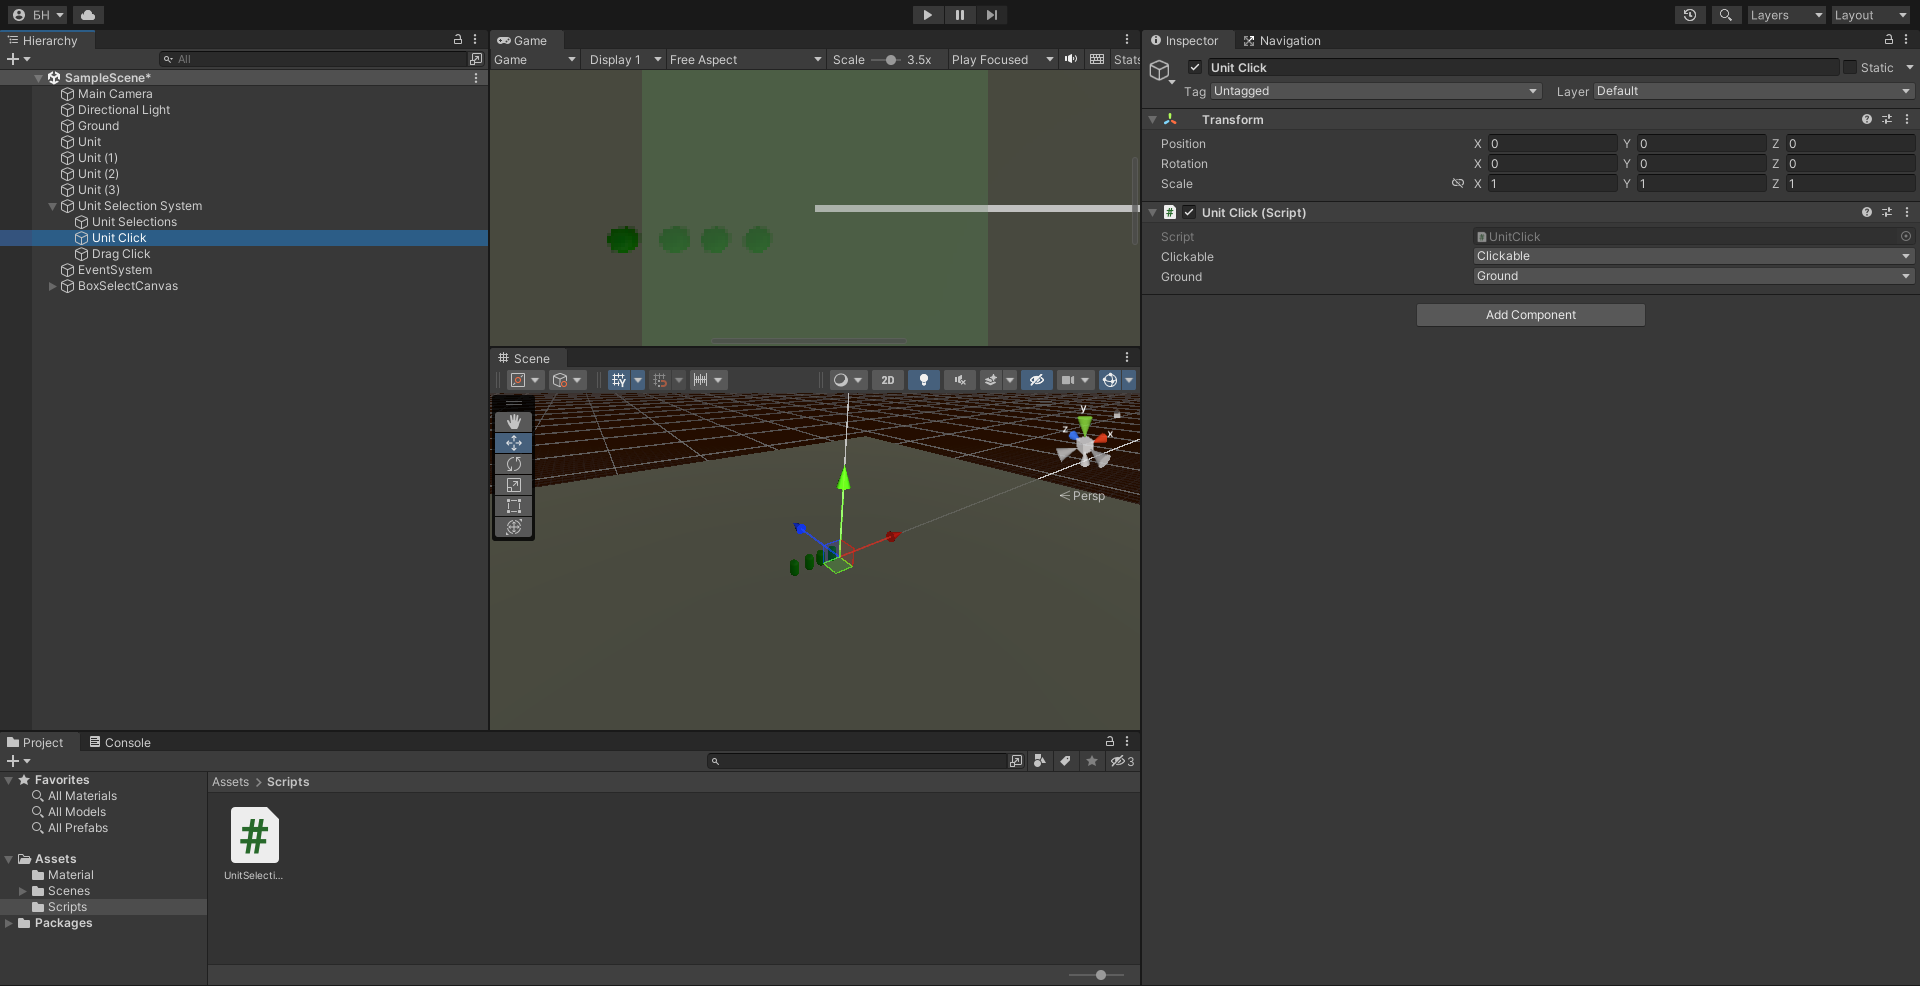 БН
Layers
Layout
Hierarchy
All
SampleScene*
Main Camera
Directional Light
Ground
Unit
Unit (1)
Unit (2)
Unit (3)
Unit Selection System
Unit Selections
Unit Click
Drag Click
EventSystem
BoxSelectCanvas
Game
Game
Display 1
Free Aspect
Scale
3.5x
Play Focused
Stats
Scene
2D
y
z
x
Persp
Inspector
Navigation
Unit Click
Static
Tag
Untagged
Layer
Default
Transform
Position X 0 Y 0 Z 0
Rotation X 0 Y 0 Z 0
Scale X 1 Y 1 Z 1
# Unit Click (Script)
Script
UnitClick
Clickable
Clickable
Ground
Ground
Add Component
Project
Console
3
Favorites
All Materials
All Models
All Prefabs
Assets
Material
Scenes
Scripts
Packages
Assets > Scripts
#
UnitSelecti...